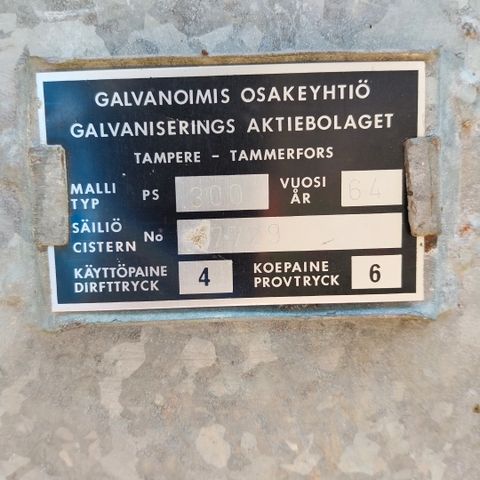 GALVANOIMIS OSAKEYHTIÖ
GALVANISERINGS AKTIEBOLAGET
TAMPERE - TAMMERFORS
MALLI TYP PS 300 VUOSI ÅR 64
SÄILIÖ CISTERN No
KÄYTTÖPAINE DIRFTTRYCK 4 KOEPAINE PROVTRYCK 6